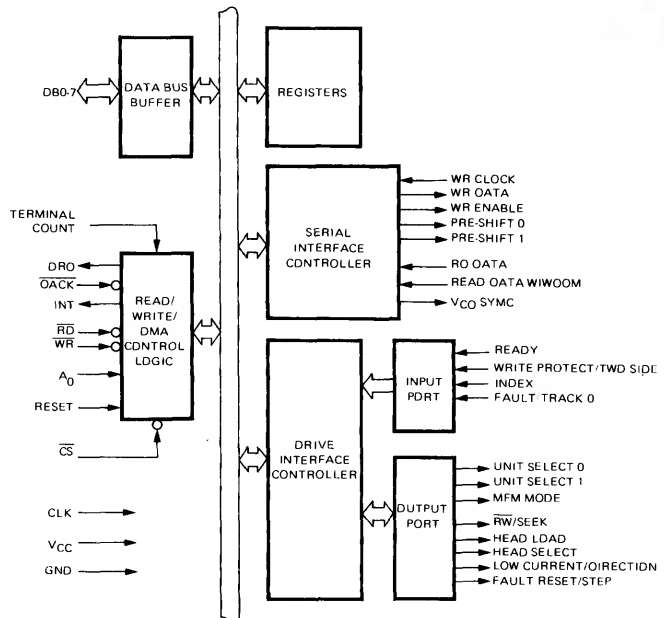 DB0-7
DATA BUS
BUFFER
REGISTERS
TERMINAL
COUNT
DRO
OACK
INT
RD
WR
A0
RESET
CS
READ/
WRITE/
DMA
CONTROL
LDGIC
CLK
VCC
GND
SERIAL
INTERFACE
CONTROLLER
WR CLOCK
WR OATA
WR ENABLE
PRE-SHIFT 0
PRE-SHIFT 1
RO OATA
READ DATA WIWOOM
VCO SYMC
DRIVE
INTERFACE
CONTROLLER
INPUT
PDRT
READY
WRITE PROTECT/TWD SIDE
INDEX
FAULT/TRACK 0
OUTPUT
PORT
UNIT SELECT 0
UNIT SELECT 1
MFM MODE
RW/SEEK
HEAD LDAD
HEAD SELECT
LOW CURRENT/OIRECTION
FAULT RESET/STEP